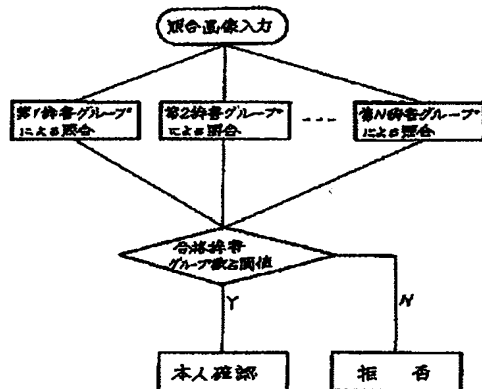 照合画像入力
第1辞書グループ
による照合
第2辞書グループ
による照合
第N辞書グループ
による照合
合格辞書
グループ数≧閾値
Y
N
本人確認
拒 否